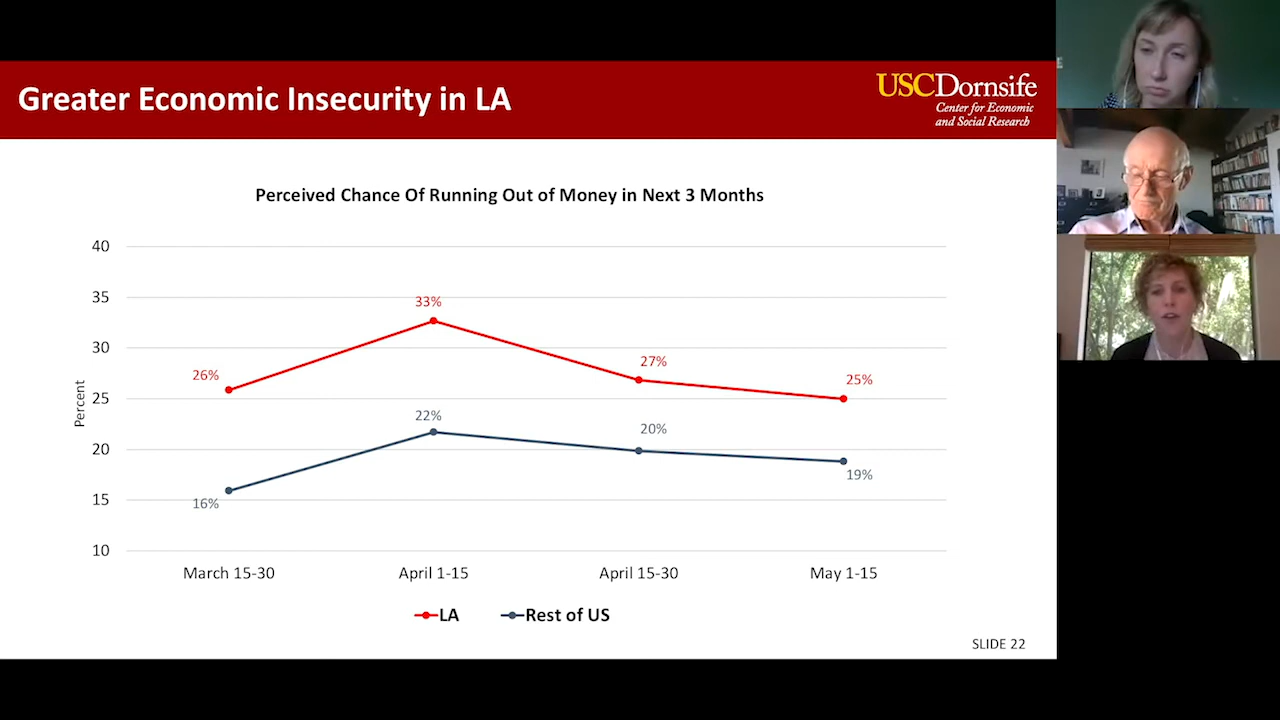 Greater Economic Insecurity in LA
USCDornsife
Center for Economic
and Social Research
Perceived Chance Of Running Out of Money in Next 3 Months
40
35
30
25
20
15
10
Percent
26%
33%
27%
25%
16%
22%
20%
19%
March 15-30
April 1-15
April 15-30
May 1-15
LA
Rest of US
SLIDE 22